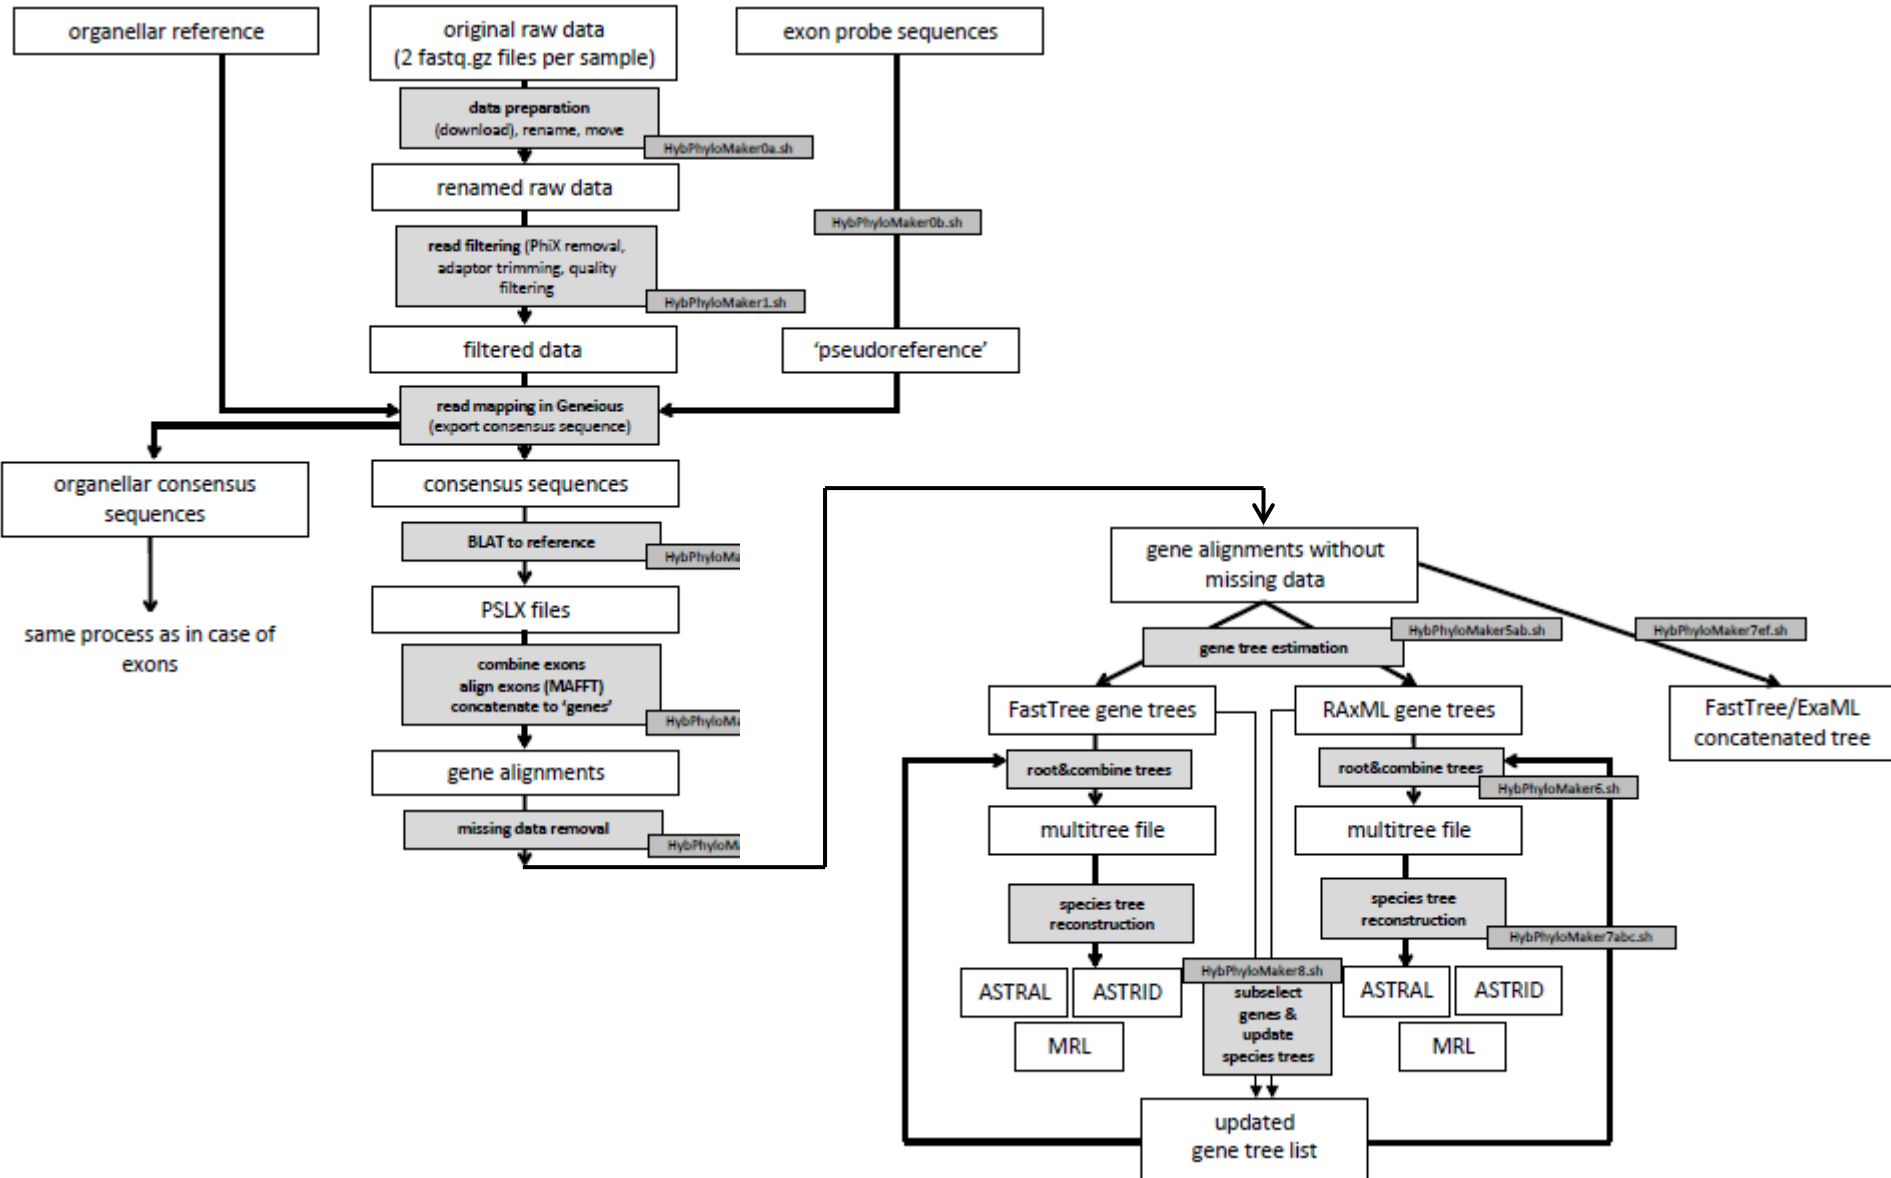 organellar reference
original raw data
(2 fastq.gz files per sample)
exon probe sequences
data preparation
(download), rename, move
HybPhyloMaker0a.sh
renamed raw data
HybPhyloMaker0b.sh
read filtering (PhiX removal,
adaptor trimming, quality
filtering
HybPhyloMaker1.sh
filtered data
'pseudoreference'
read mapping in Geneious
(export consensus sequence)
organellar consensus
sequences
consensus sequences
BLAT to reference
HybPhyloMa
same process as in case of
exons
PSLX files
combine exons
align exons (MAFFT)
concatenate to 'genes'
HybPhyloMa
gene alignments
missing data removal
HybPhyloMa
gene alignments without
missing data
HybPhyloMaker5ab.sh
HybPhyloMaker7ef.sh
gene tree estimation
FastTree gene trees
RAxML gene trees
FastTree/ExaML
concatenated tree
root&combine trees
root&combine trees
HybPhyloMaker6.sh
multitree file
multitree file
species tree
reconstruction
species tree
reconstruction
HybPhyloMaker7abc.sh
HybPhyloMaker8.sh
ASTRAL
ASTRID
subselect
genes &
update
species trees
ASTRAL
ASTRID
MRL
MRL
updated
gene tree list